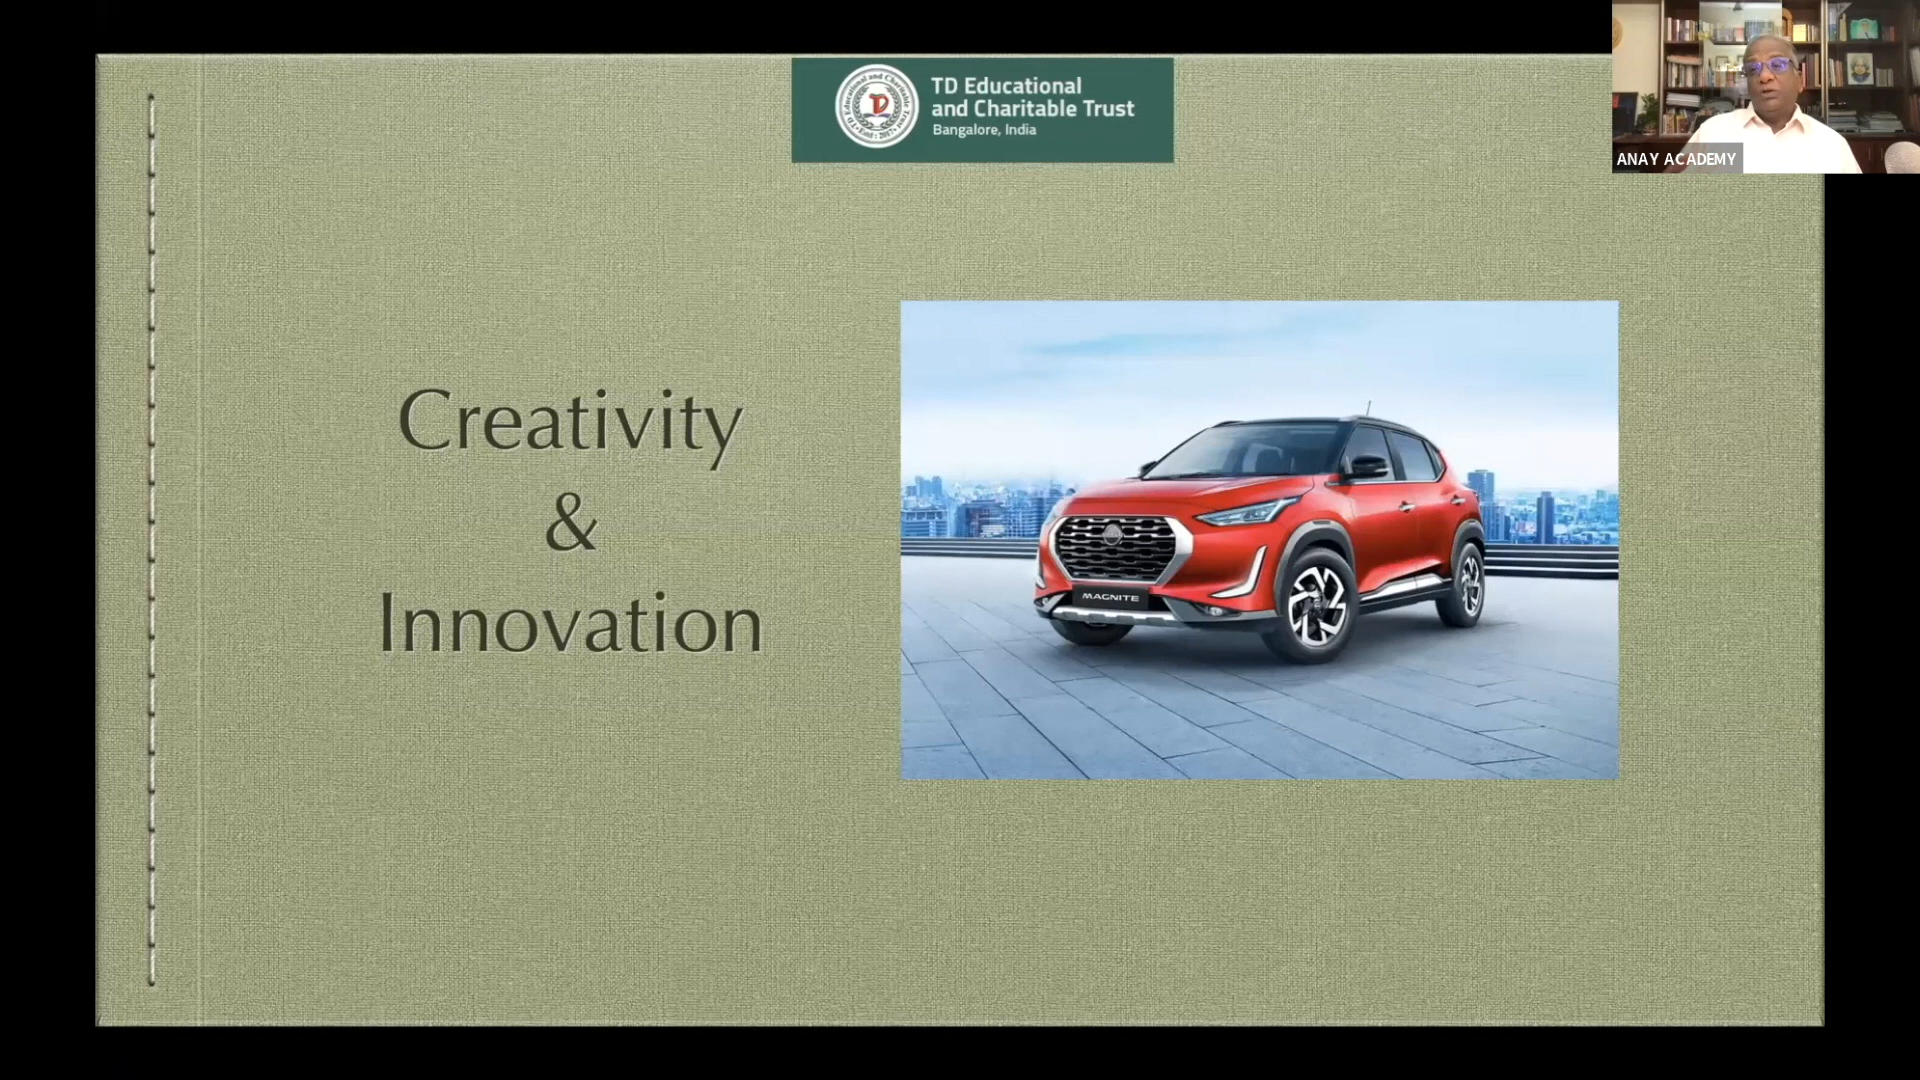 TD Educational
and Charitable Trust
Bangalore, India
ANAY ACADEMY
Creativity
&
Innovation
MAGNITE